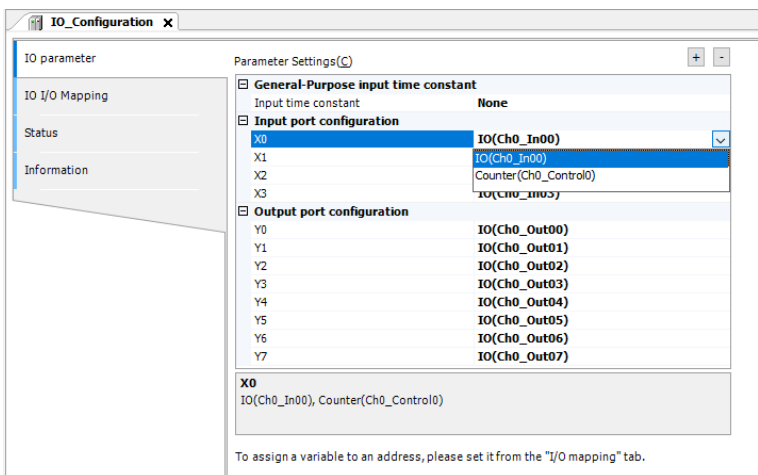 IO_Configuration X
IO parameter
IO I/O Mapping
Status
Information
Parameter Settings(C)
+ -
General-Purpose input time constant
Input time constant None
Input port configuration
X0 IO(Ch0_In00)
X1 IO(Ch0_In00)
X2 Counter(Ch0_Control0)
X3 IO(Ch0_In03)
Output port configuration
Y0 IO(Ch0_Out00)
Y1 IO(Ch0_Out01)
Y2 IO(Ch0_Out02)
Y3 IO(Ch0_Out03)
Y4 IO(Ch0_Out04)
Y5 IO(Ch0_Out05)
Y6 IO(Ch0_Out06)
Y7 IO(Ch0_Out07)
X0
IO(Ch0_In00), Counter(Ch0_Control0)
To assign a variable to an address, please set it from the "I/O mapping" tab.